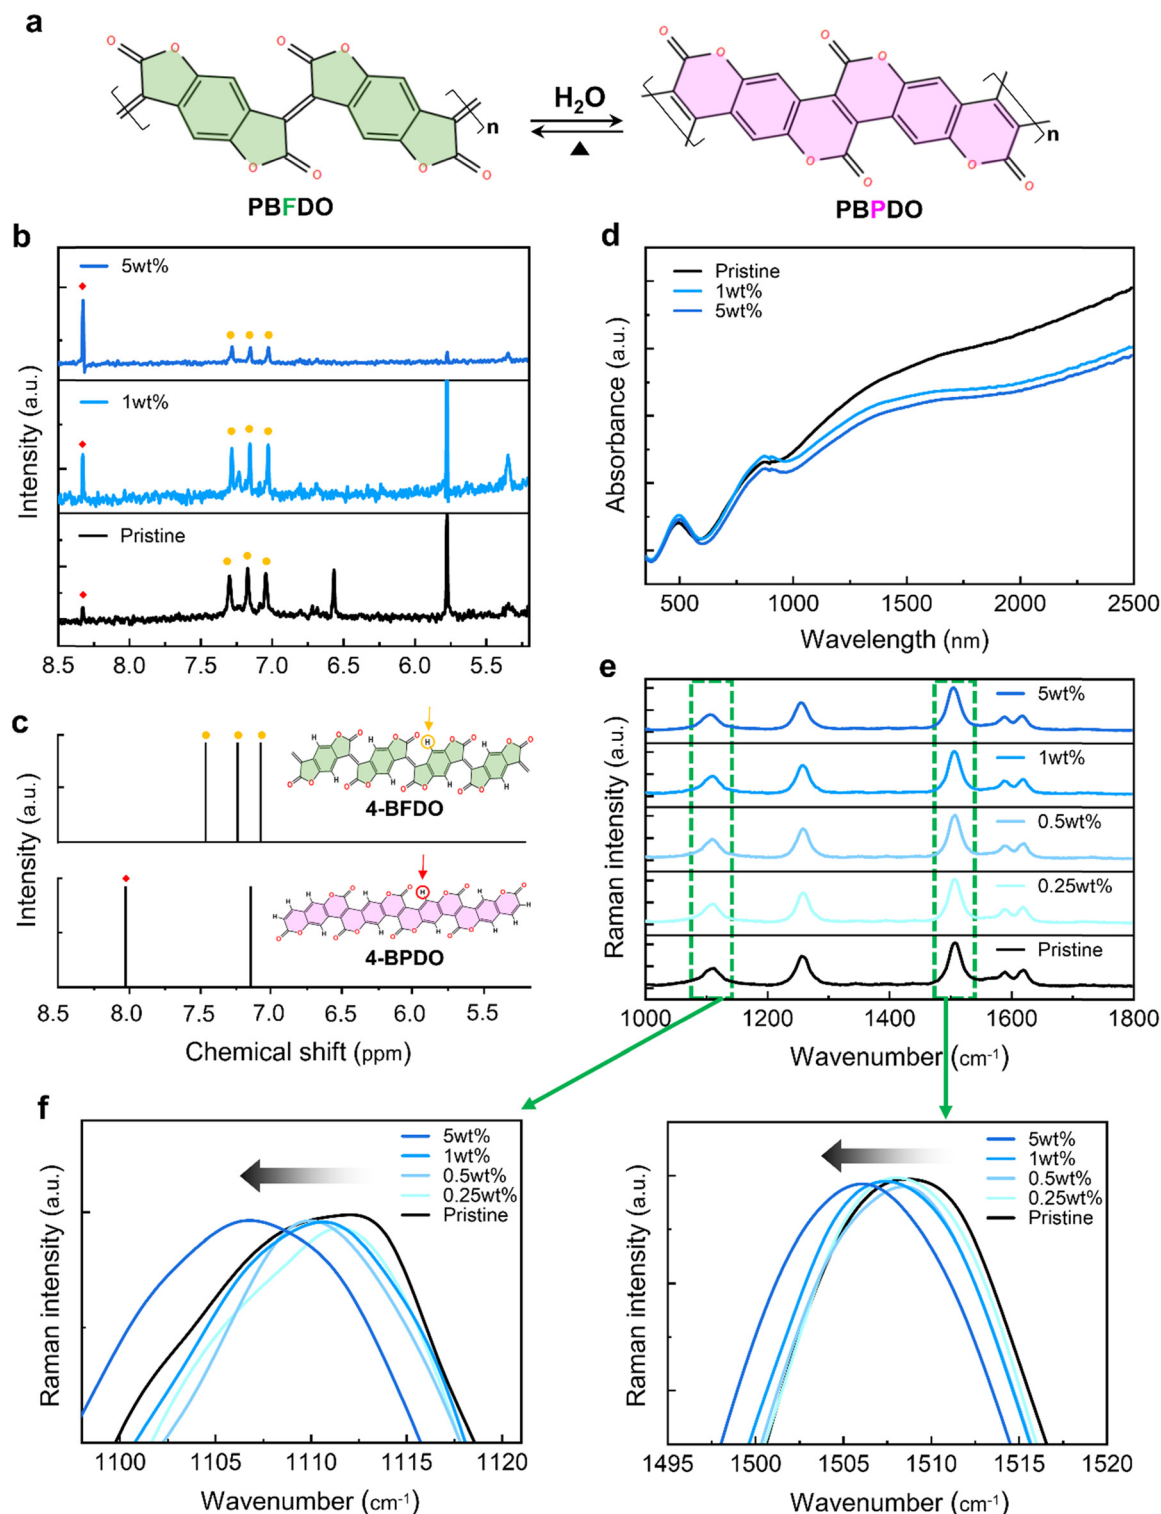 a
PBFDO
H₂O
PBPDO
n
n
b
5wt%
1wt%
Pristine
Intensity (a.u.)
8.5 8.0 7.5 7.0 6.5 6.0 5.5
d
Pristine
1wt%
5wt%
Absorbance (a.u.)
500 1000 1500 2000 2500
Wavelength (nm)
c
4-BFDO
4-BPDO
Intensity (a.u.)
8.5 8.0 7.5 7.0 6.5 6.0 5.5
Chemical shift (ppm)
e
5wt%
1wt%
0.5wt%
0.25wt%
Pristine
Raman intensity (a.u.)
1000 1200 1400 1600 1800
Wavenumber (cm⁻¹)
f
5wt%
1wt%
0.5wt%
0.25wt%
Pristine
Raman intensity (a.u.)
1100 1105 1110 1115 1120
Wavenumber (cm⁻¹)
5wt%
1wt%
0.5wt%
0.25wt%
Pristine
Raman intensity (a.u.)
1495 1500 1505 1510 1515 1520
Wavenumber (cm⁻¹)